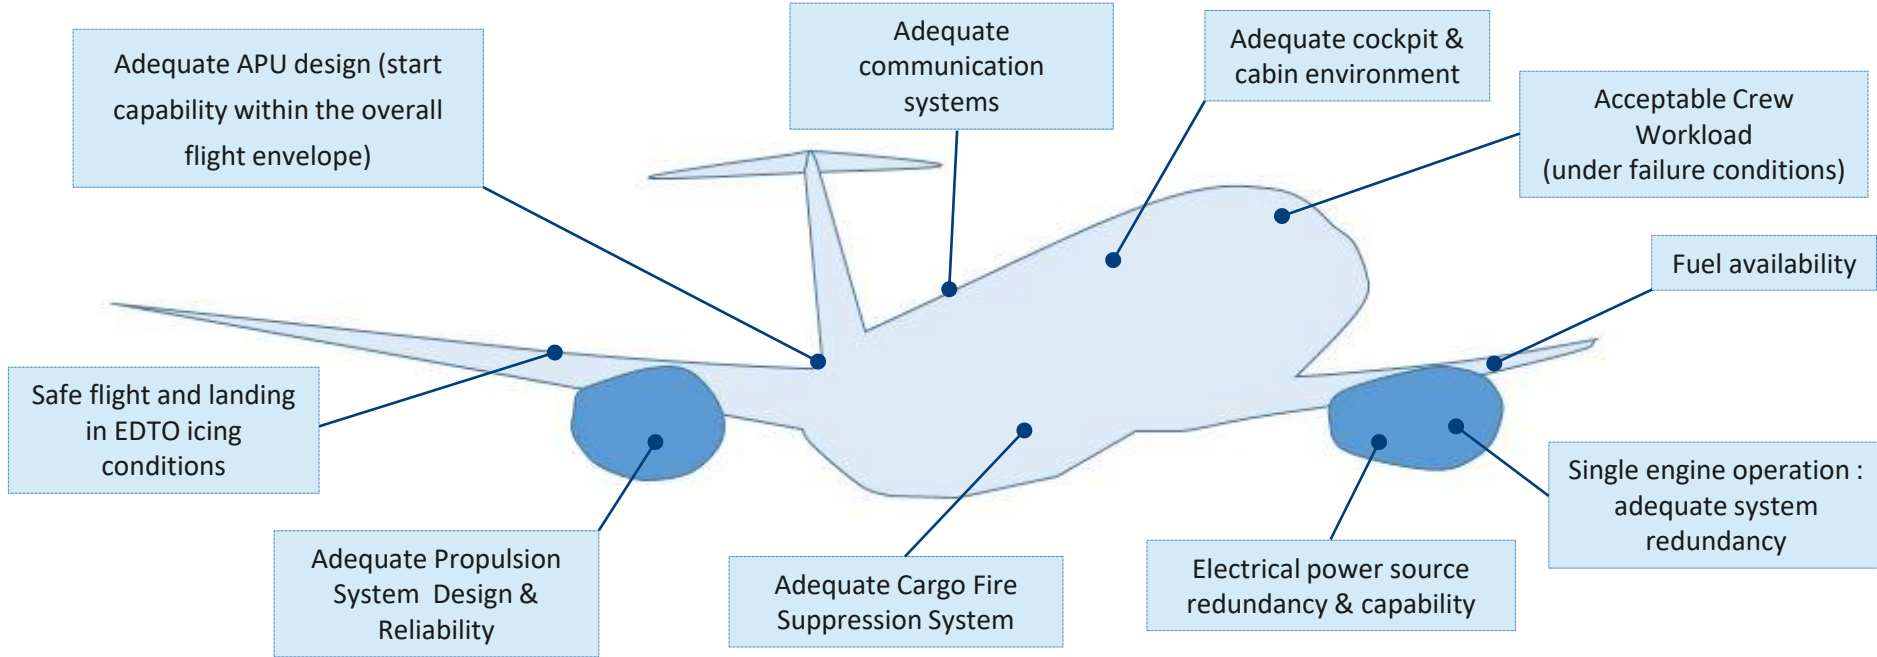 Adequate APU design (start
capability within the overall
flight envelope)
Adequate
communication
systems
Adequate cockpit &
cabin environment
Acceptable Crew
Workload
(under failure conditions)
Fuel availability
Safe flight and landing
in EDTO icing
conditions
Adequate Propulsion
System Design &
Reliability
Adequate Cargo Fire
Suppression System
Electrical power source
redundancy & capability
Single engine operation :
adequate system
redundancy